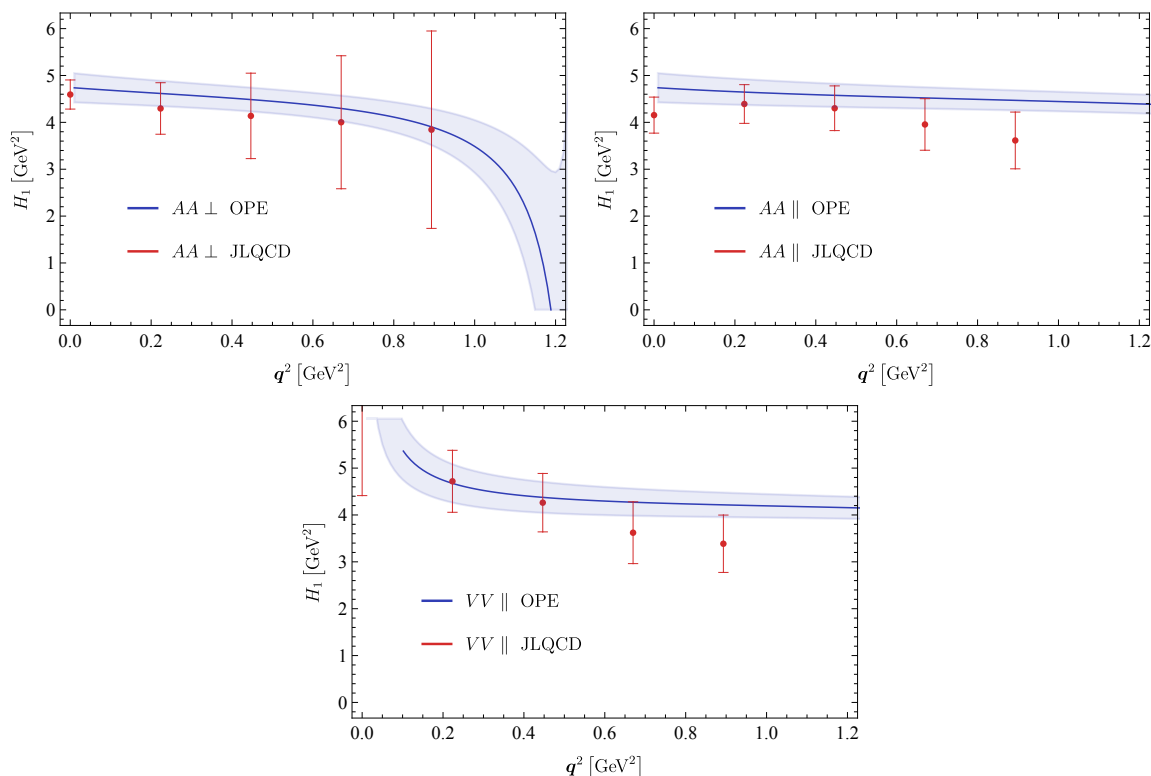 6
5
4
3
2
1
0
H₁ [GeV²]
AA ⊥ OPE
AA ⊥ JLQCD
0.0 0.2 0.4 0.6 0.8 1.0 1.2
q² [GeV²]
6
5
4
3
2
1
0
H₁ [GeV²]
AA ∥ OPE
AA ∥ JLQCD
0.0 0.2 0.4 0.6 0.8 1.0 1.2
q² [GeV²]
6
5
4
3
2
1
0
H₁ [GeV²]
VV ∥ OPE
VV ∥ JLQCD
0.0 0.2 0.4 0.6 0.8 1.0 1.2
q² [GeV²]